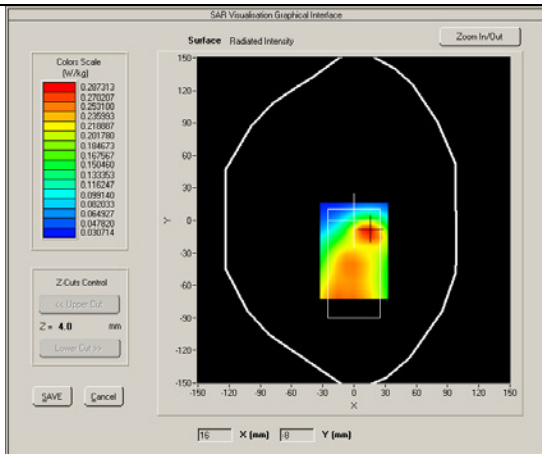 SAR Visualisation Graphical Interface
Surface Radiated Intensity
Zoom In/Out
Colors Scale
(W/kg)
0.287313
0.270207
0.253100
0.235993
0.218887
0.201780
0.184673
0.167567
0.150460
0.133353
0.116247
0.099140
0.082033
0.064927
0.047820
0.030714
Z-Cuts Control
<< Upper Cut
Z = 4.0 mm
Lower Cut >>
SAVE Cancel
150-
120-
90-
60-
30-
0-
-30-
-60-
-90-
-120-
-150-
Y
-150 -120 -90 -60 -30 0 30 60 90 120 150
X
16 X (mm) -8 Y (mm)